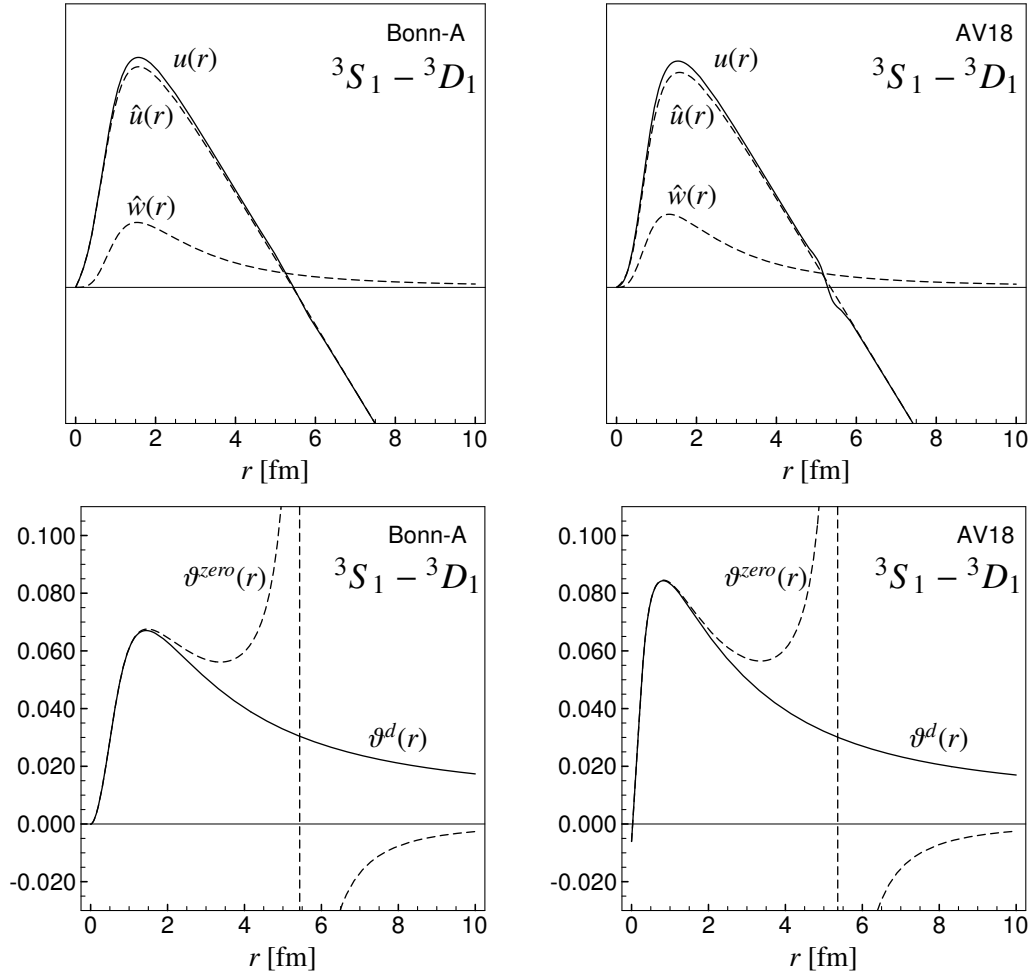 Bonn-A
³S₁ − ³D₁
u(r)
û(r)
ŵ(r)
0 2 4 6 8 10
r [fm]
AV18
³S₁ − ³D₁
u(r)
û(r)
ŵ(r)
0 2 4 6 8 10
r [fm]
Bonn-A
³S₁ − ³D₁
ϑ^{zero}(r)
ϑ^{d}(r)
0.100
0.080
0.060
0.040
0.020
0.000
-0.020
0 2 4 6 8 10
r [fm]
AV18
³S₁ − ³D₁
ϑ^{zero}(r)
ϑ^{d}(r)
0.100
0.080
0.060
0.040
0.020
0.000
-0.020
0 2 4 6 8 10
r [fm]